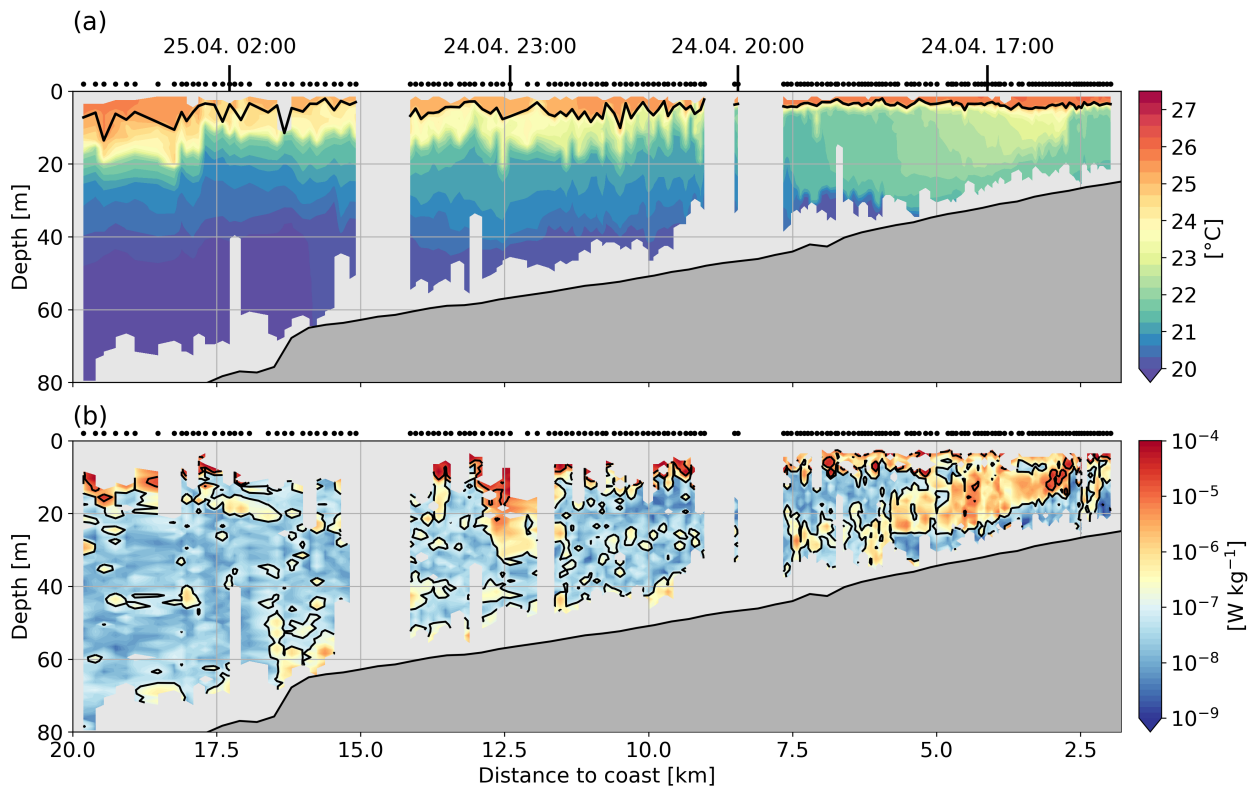 (a)
25.04. 02:00 24.04. 23:00 24.04. 20:00 24.04. 17:00
0
20
40
60
80
Depth [m]
27
26
25
24
23
22
21
20
[°C]
(b)
0
20
40
60
80
Depth [m]
20.0 17.5 15.0 12.5 10.0 7.5 5.0 2.5
Distance to coast [km]
10⁻⁴
10⁻⁵
10⁻⁶
10⁻⁷
10⁻⁸
10⁻⁹
[W kg⁻¹]